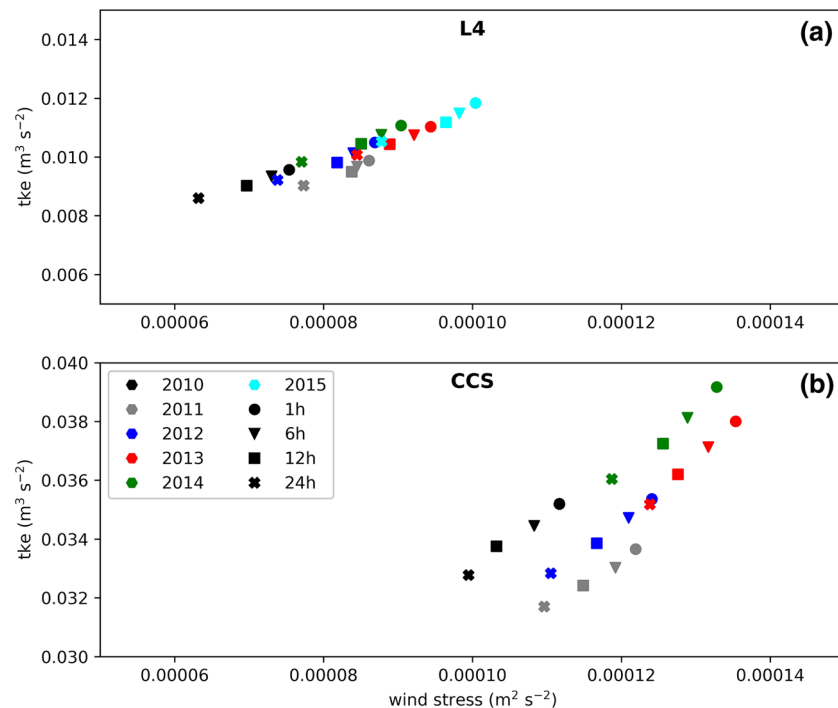 L4
(a)
0.014
0.012
0.010
0.008
0.006
tke (m³ s⁻²)
0.00006 0.00008 0.00010 0.00012 0.00014
CCS
(b)
0.040
0.038
0.036
0.034
0.032
0.030
tke (m³ s⁻²)
2010 2015
2011 1h
2012 6h
2013 12h
2014 24h
0.00006 0.00008 0.00010 0.00012 0.00014
wind stress (m² s⁻²)